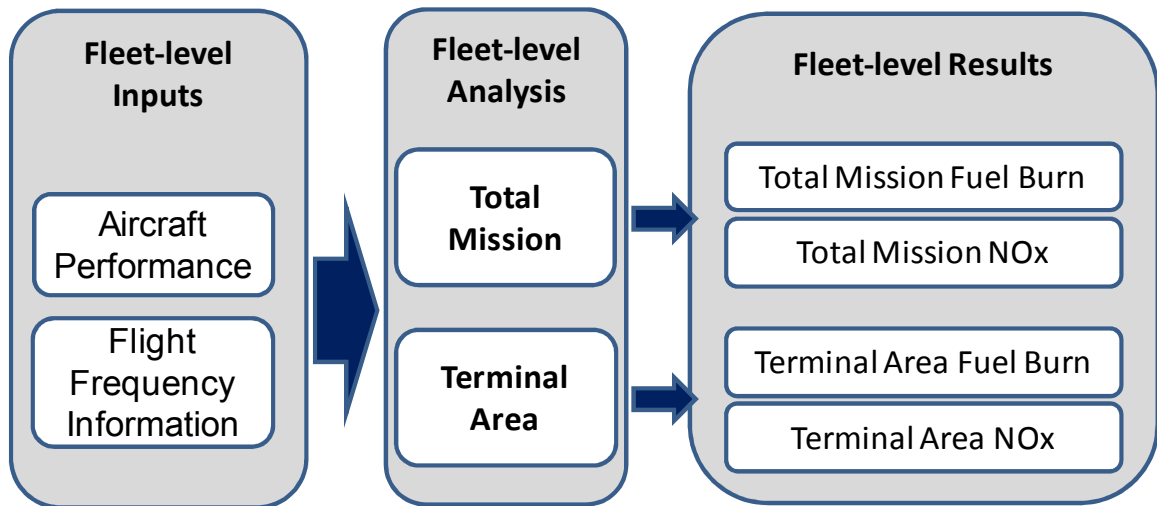 Fleet-level
Inputs
Aircraft
Performance
Flight
Frequency
Information
Fleet-level
Analysis
Total
Mission
Terminal
Area
Fleet-level Results
Total Mission Fuel Burn
Total Mission NOx
Terminal Area Fuel Burn
Terminal Area NOx